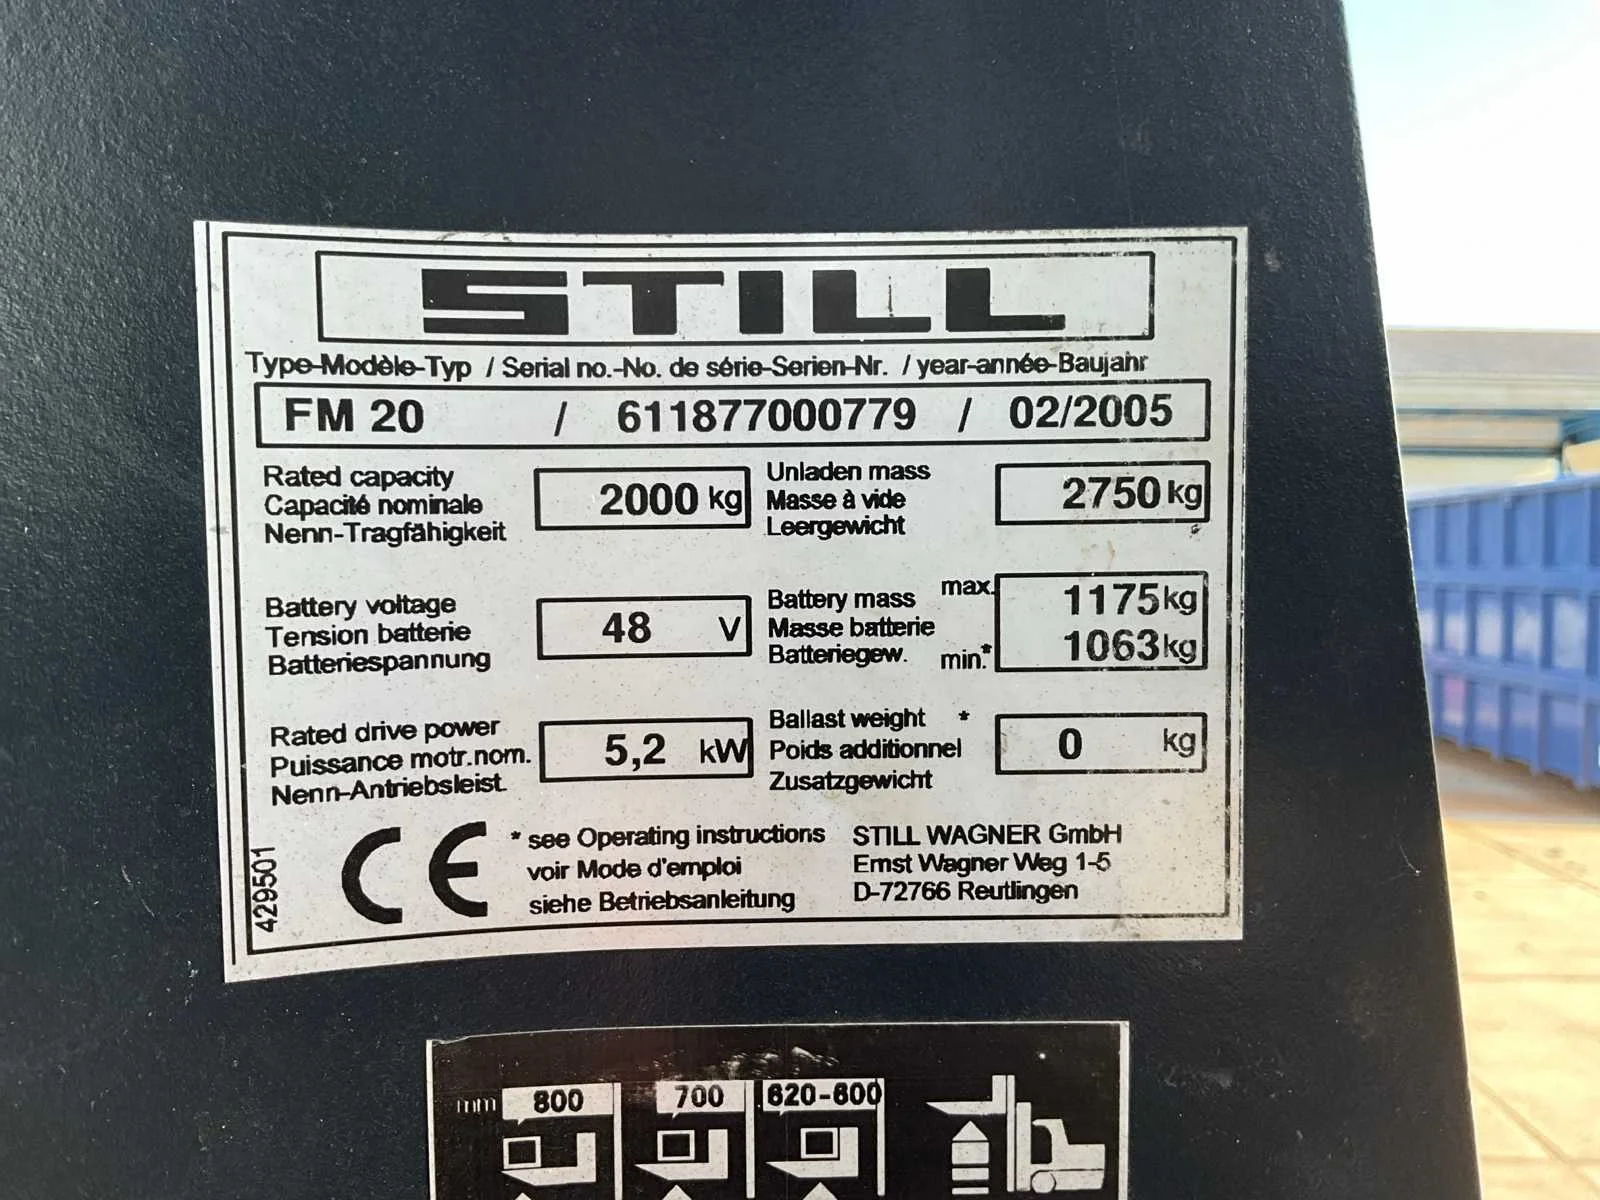 STILL
Type-Modèle-Typ / Serial no.-No. de série-Serien-Nr. / year-année-Baujahr
FM 20 / 611877000779 / 02/2005
Rated capacity
Capacité nominale
Nenn-Tragfähigkeit
2000 kg
Unladen mass
Masse à vide
Leergewicht
2750 kg
Battery voltage
Tension batterie
Batteriespannung
48 V
Battery mass
Masse batterie
Batteriegew.
max. 1175 kg
min.* 1063 kg
Rated drive power
Puissance motr.nom.
Nenn-Antriebsleist.
5,2 kW
Ballast weight *
Poids additionnel
Zusatzgewicht
0 kg
429501
CE
* see Operating instructions
voir Mode d'emploi
siehe Betriebsanleitung
STILL WAGNER GmbH
Ernst Wagner Weg 1-5
D-72766 Reutlingen
mm 800 700 620-600